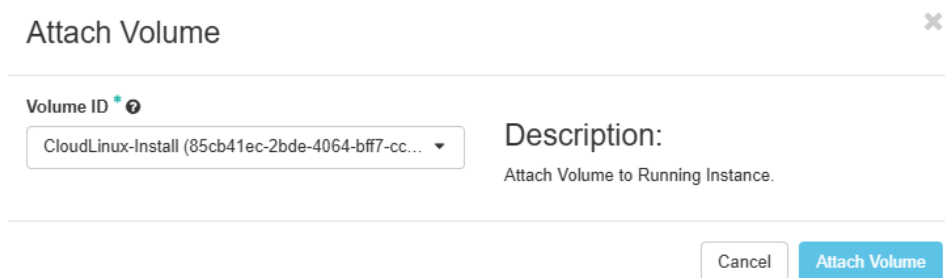 Attach Volume
Volume ID *
CloudLinux-Install (85cb41ec-2bde-4064-bff7-cc...
Description:
Attach Volume to Running Instance.
Cancel
Attach Volume